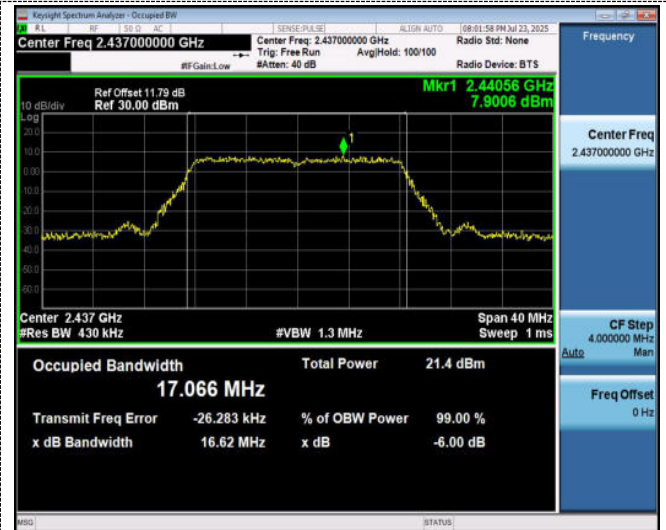 Keysight Spectrum Analyzer - Occupied BW
RL RF 50 Ω AC SENSE:PULSE ALIGN AUTO 08:01:58 PM Jul 23, 2025
Center Freq 2.437000000 GHz
Center Freq: 2.437000000 GHz
Radio Std: None
Trig: Free Run Avg|Hold: 100/100
#IFGain:Low
#Atten: 40 dB
Radio Device: BTS
Frequency
Ref Offset 11.79 dB
10 dB/div Ref 30.00 dBm
Mkr1 2.44056 GHz
7.9006 dBm
Log
20.0
10.0
0.00
-10.0
-20.0
-30.0
-40.0
-50.0
-60.0
1
Center 2.437 GHz
Span 40 MHz
#Res BW 430 kHz
#VBW 1.3 MHz
Sweep 1 ms
Center Freq
2.437000000 GHz
CF Step
4.000000 MHz
Auto Man
Freq Offset
0 Hz
Occupied Bandwidth
17.066 MHz
Total Power 21.4 dBm
Transmit Freq Error -26.283 kHz
% of OBW Power 99.00 %
x dB Bandwidth 16.62 MHz
x dB -6.00 dB
MSG
STATUS